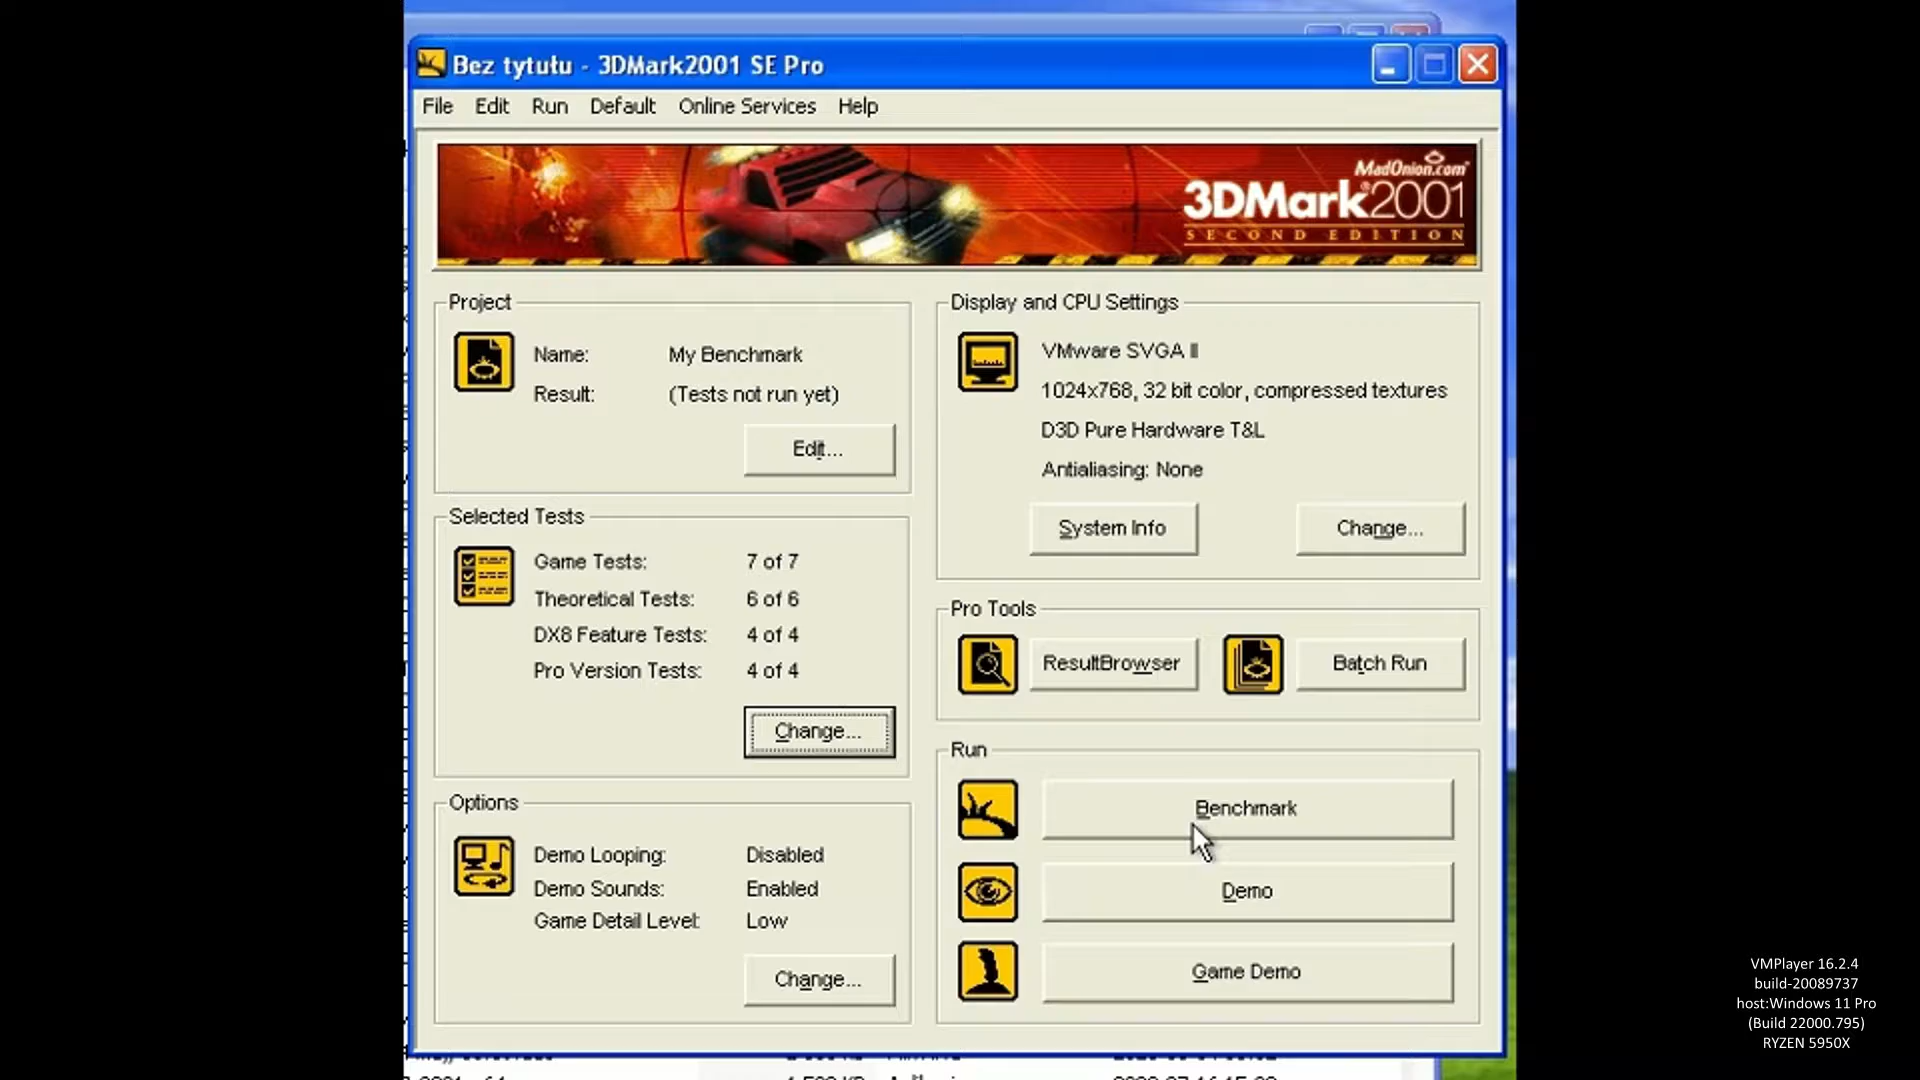 Bez tytułu - 3DMark2001 SE Pro
File Edit Run Default Online Services Help
MadOnion.com
3DMark®2001
SECOND EDITION
Project
Name: My Benchmark
Result: (Tests not run yet)
Edit...
Selected Tests
Game Tests: 7 of 7
Theoretical Tests: 6 of 6
DX8 Feature Tests: 4 of 4
Pro Version Tests: 4 of 4
Change...
Options
Demo Looping: Disabled
Demo Sounds: Enabled
Game Detail Level: Low
Change...
Display and CPU Settings
VMware SVGA II
1024x768, 32 bit color, compressed textures
D3D Pure Hardware T&L
Antialiasing: None
System Info
Change...
Pro Tools
ResultBrowser
Batch Run
Run
Benchmark
Demo
Game Demo
VMPlayer 16.2.4
build-20089737
host:Windows 11 Pro
(Build 22000.795)
RYZEN 5950X